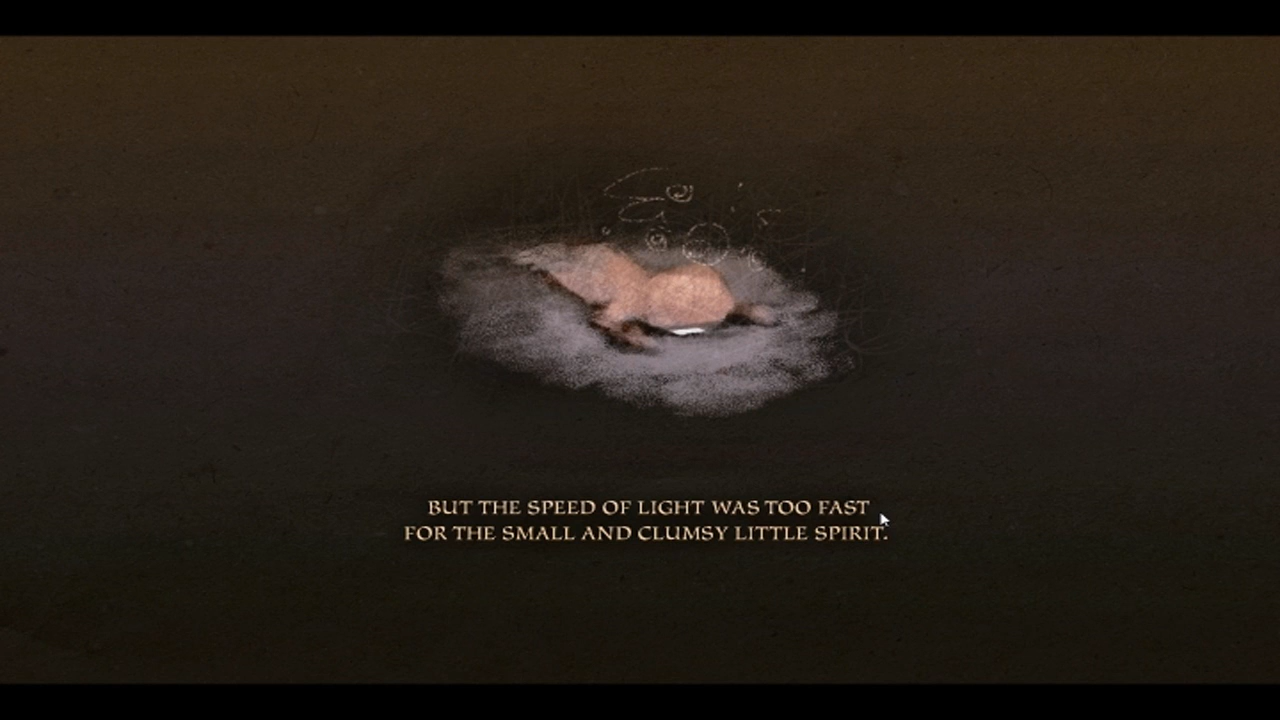 BUT THE SPEED OF LIGHT WAS TOO FAST
FOR THE SMALL AND CLUMSY LITTLE SPIRIT.